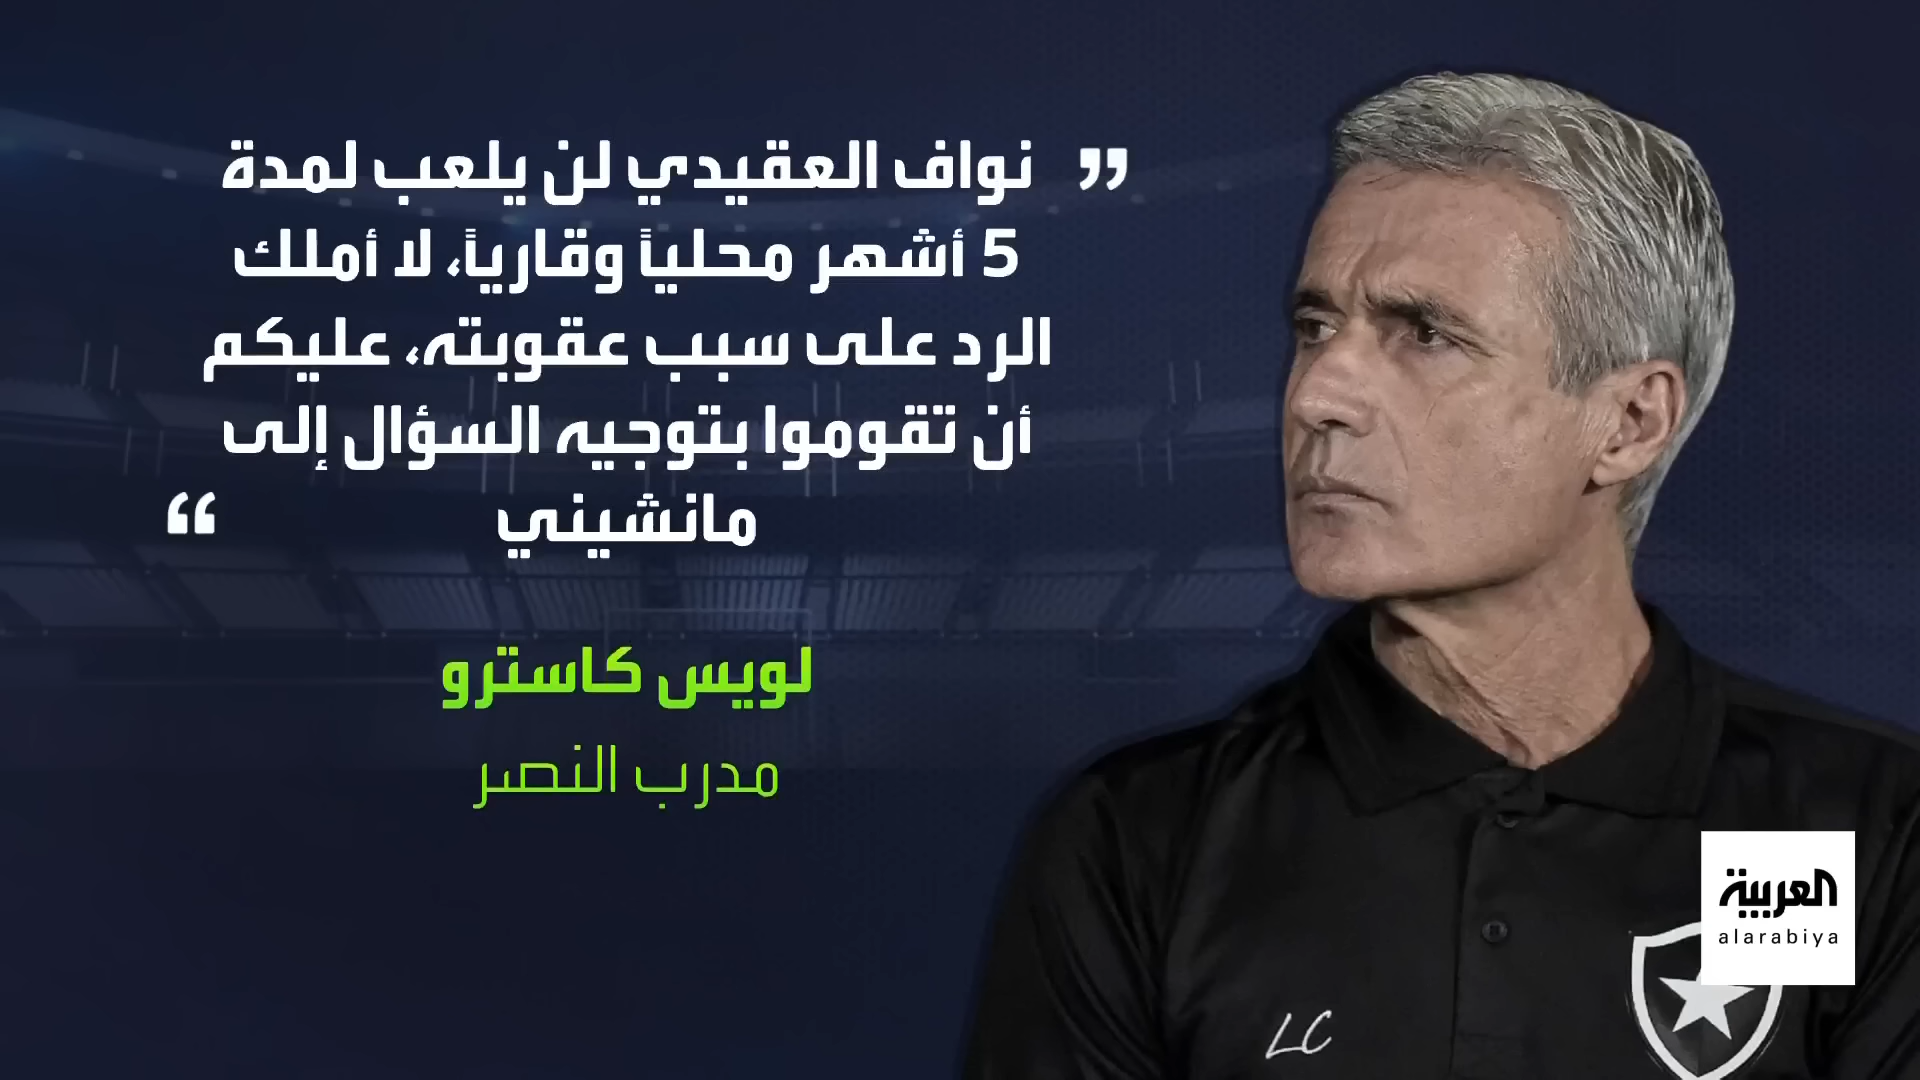 ” نواف العقيدي لن يلعب لمدة
5 أشهر محلياً وقارياً، لا أملك
الرد على سبب عقوبته، عليكم
أن تقوموا بتوجيه السؤال إلى
مانشيني “
لويس كاسترو
مدرب النصر
العربية
alarabiya
LC